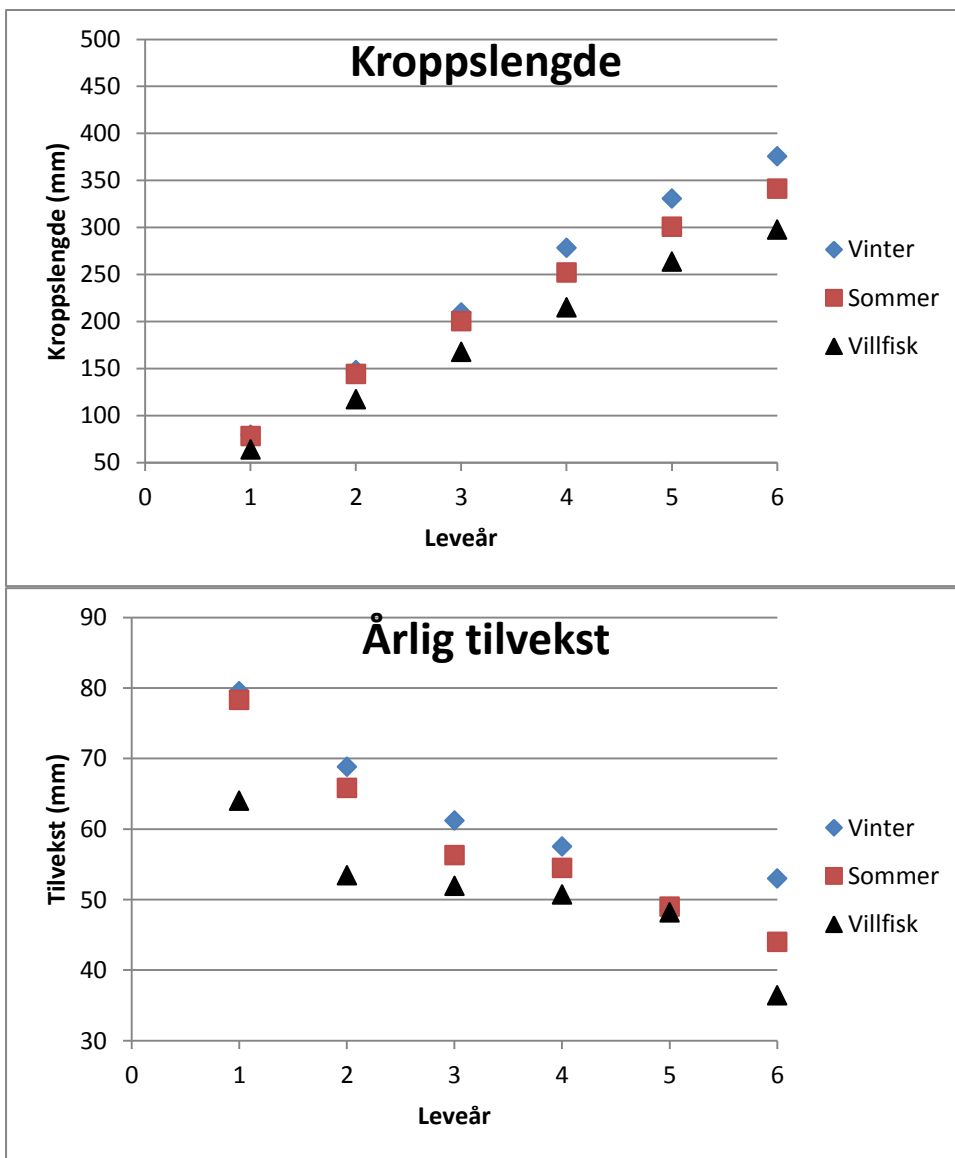 Kroppslengde
500
450
400
350
300
250
200
150
100
50
Kroppslengde (mm)
0 1 2 3 4 5 6
Leveår
Vinter
Sommer
Villfisk
Årlig tilvekst
90
80
70
60
50
40
30
Tilvekst (mm)
0 1 2 3 4 5 6
Leveår
Vinter
Sommer
Villfisk